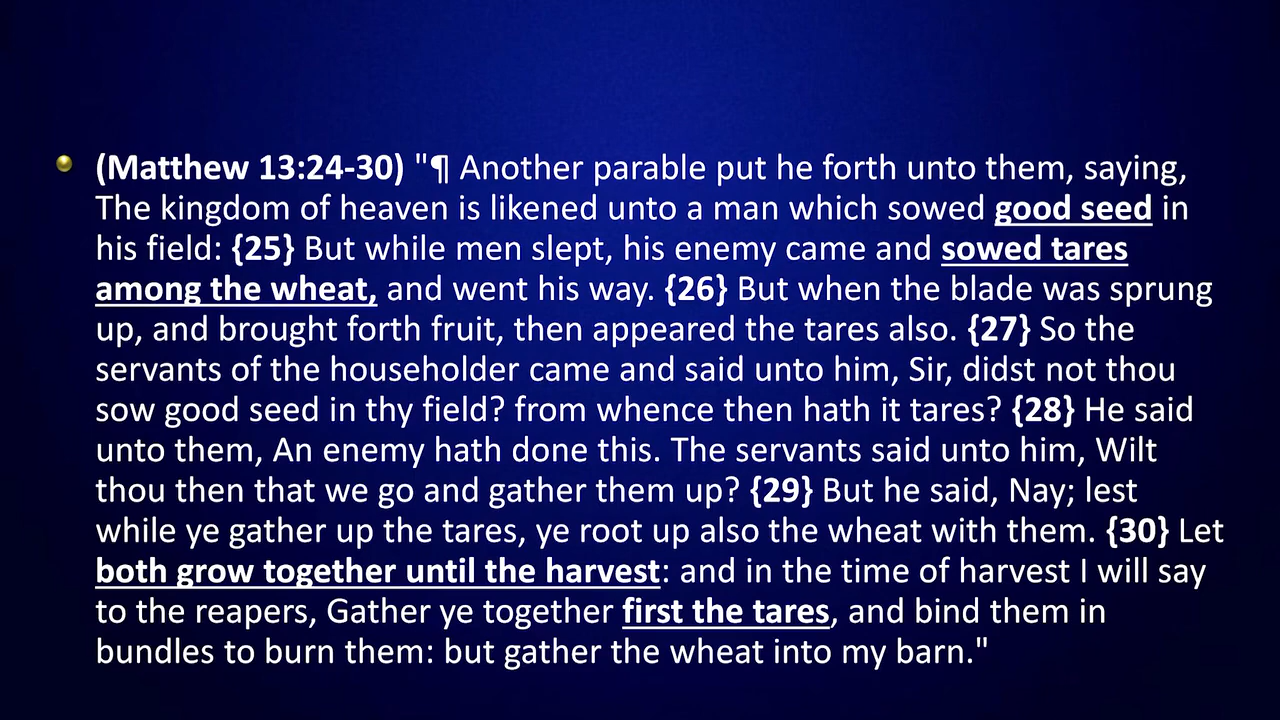 (Matthew 13:24-30) "¶ Another parable put he forth unto them, saying,
The kingdom of heaven is likened unto a man which sowed good seed in
his field: {25} But while men slept, his enemy came and sowed tares
among the wheat, and went his way. {26} But when the blade was sprung
up, and brought forth fruit, then appeared the tares also. {27} So the
servants of the householder came and said unto him, Sir, didst not thou
sow good seed in thy field? from whence then hath it tares? {28} He said
unto them, An enemy hath done this. The servants said unto him, Wilt
thou then that we go and gather them up? {29} But he said, Nay; lest
while ye gather up the tares, ye root up also the wheat with them. {30} Let
both grow together until the harvest: and in the time of harvest I will say
to the reapers, Gather ye together first the tares, and bind them in
bundles to burn them: but gather the wheat into my barn."